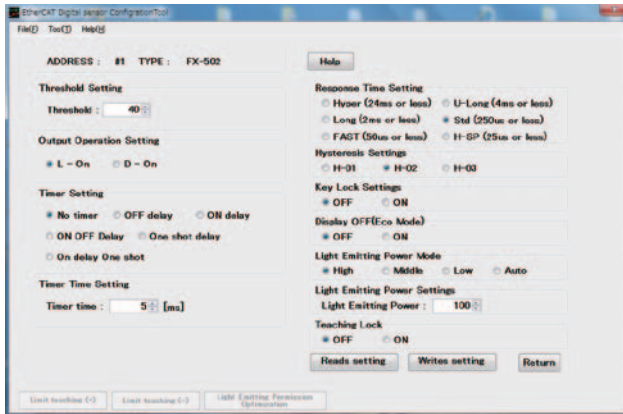 EtherCAT Digital sensor ConfigrationTool
File(F) Tool(T) Help(H)
ADDRESS : #1 TYPE : FX-502
Threshold Setting
Threshold : 40
Output Operation Setting
L - On D - On
Timer Setting
No timer OFF delay ON delay
ON OFF Delay One shot delay
On delay One shot
Timer Time Setting
Timer time : 5 [ms]
Help
Response Time Setting
Hyper (24ms or less) U-Long (4ms or less)
Long (2ms or less) Std (250us or less)
FAST (50us or less) H-SP (25us or less)
Hysteresis Settings
H-01 H-02 H-03
Key Lock Settings
OFF ON
Display OFF(Eco Mode)
OFF ON
Light Emitting Power Mode
High Middle Low Auto
Light Emitting Power Settings
Light Emitting Power : 100
Teaching Lock
OFF ON
Reads setting Writes setting Return
Limit teaching (+) Limit teaching (-) Light Emitting Permission
Optimization